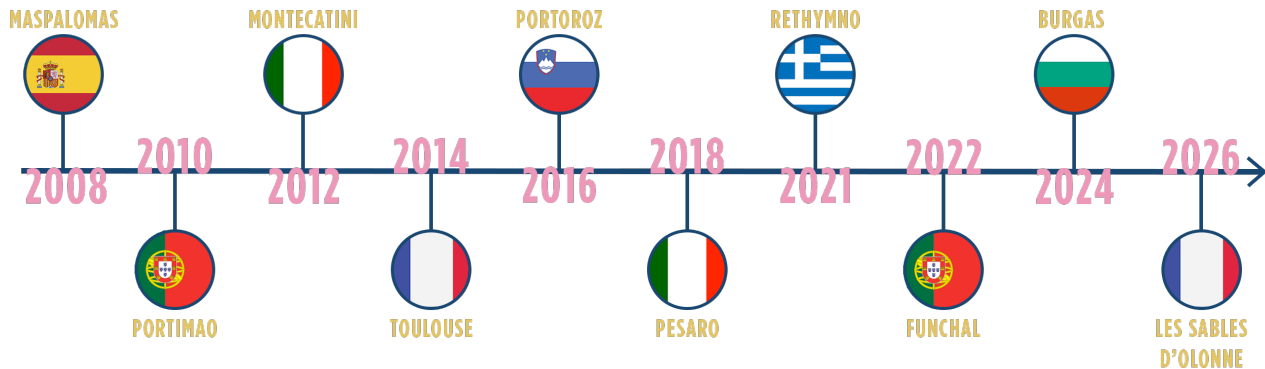 MASPALOMAS
MONTECATINI
PORTOROZ
RETHYMNO
BURGAS
2010
2014
2018
2022
2026
2008
2012
2016
2021
2024
PORTIMAO
TOULOUSE
PESARO
FUNCHAL
LES SABLES
D'OLONNE